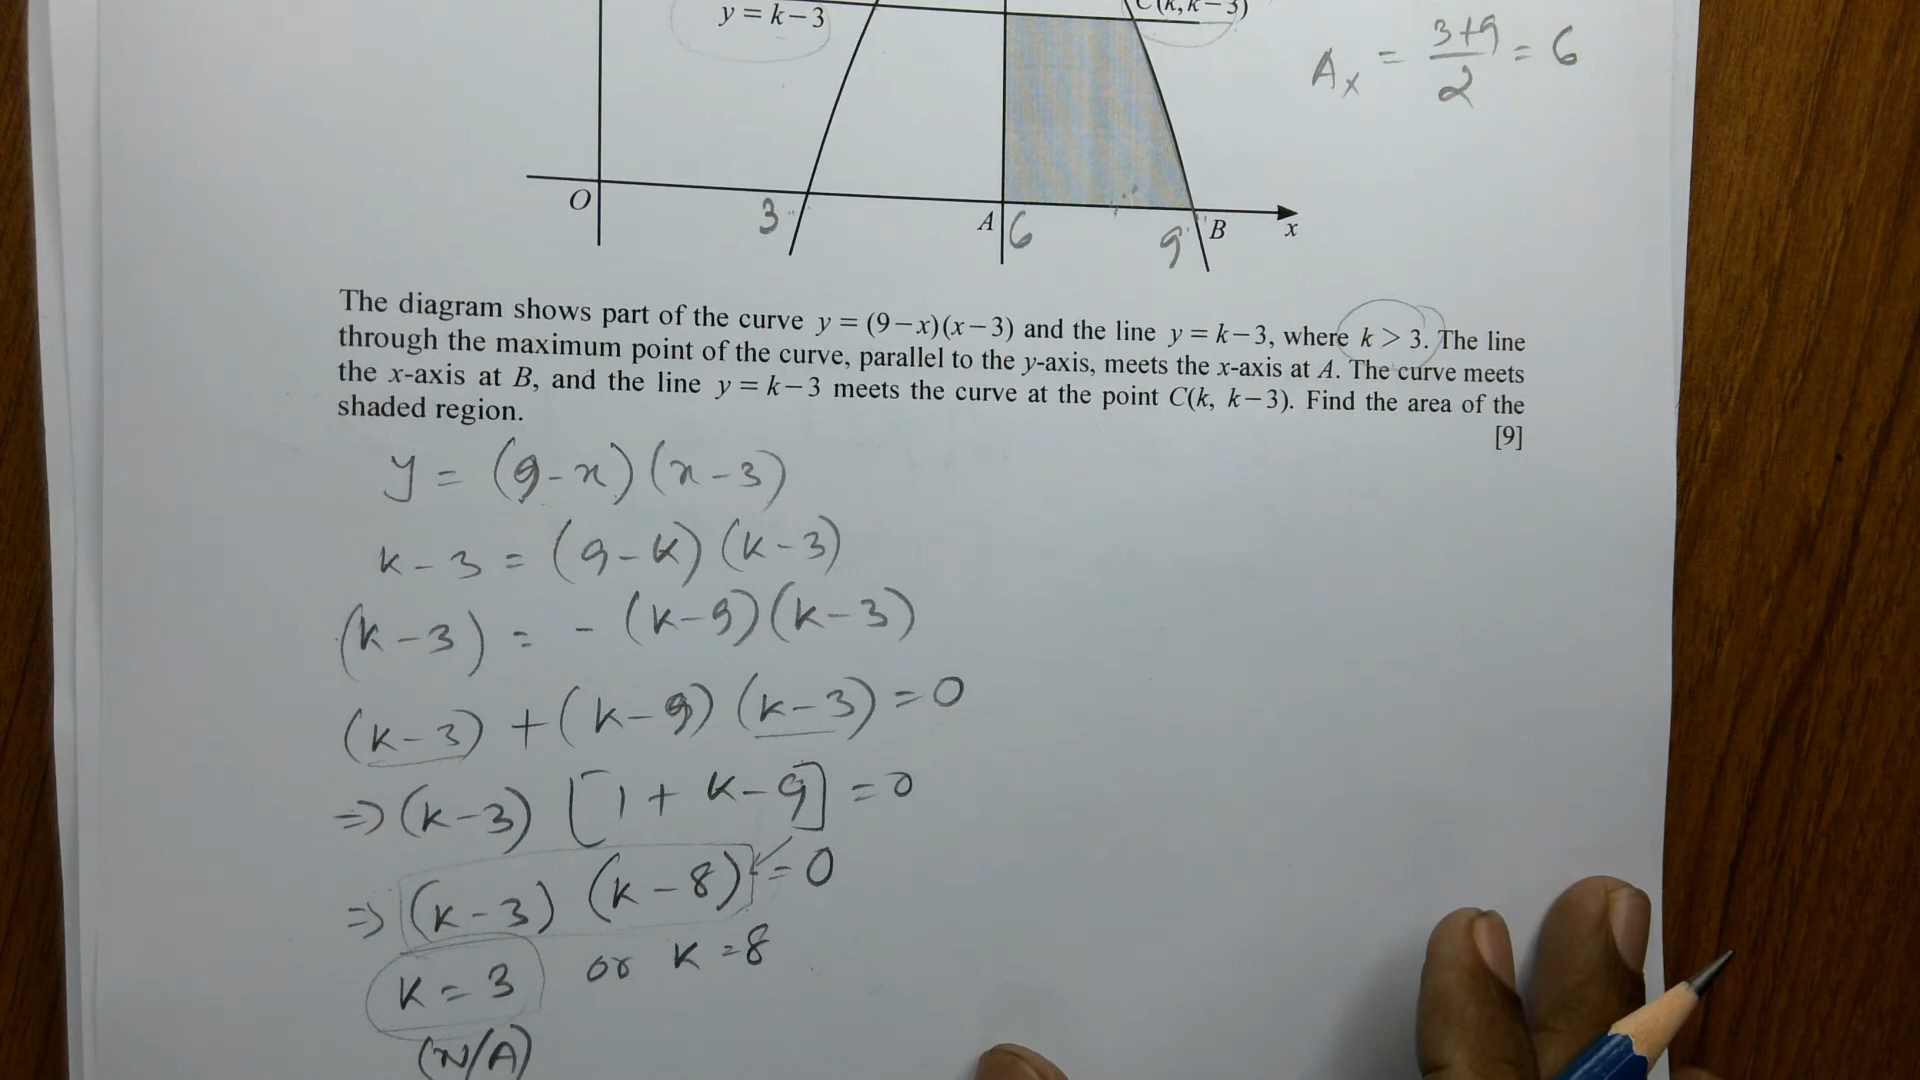 y = k – 3
C(k, k – 3)
A x = 3+9 / 2 = 6
O
3
A
6
9
B
x
The diagram shows part of the curve y = (9 – x)(x – 3) and the line y = k – 3, where k > 3. The line
through the maximum point of the curve, parallel to the y-axis, meets the x-axis at A. The curve meets
the x-axis at B, and the line y = k – 3 meets the curve at the point C(k, k – 3). Find the area of the
shaded region.
[9]
y = (9 - x) (x - 3)
k - 3 = (9 - k) (k - 3)
(k - 3) = - (k - 9) (k - 3)
(k - 3) + (k - 9) (k - 3) = 0
⇒ (k - 3) [1 + k - 9] = 0
⇒ (k - 3) (k - 8) = 0
k = 3 or k = 8
(N/A)